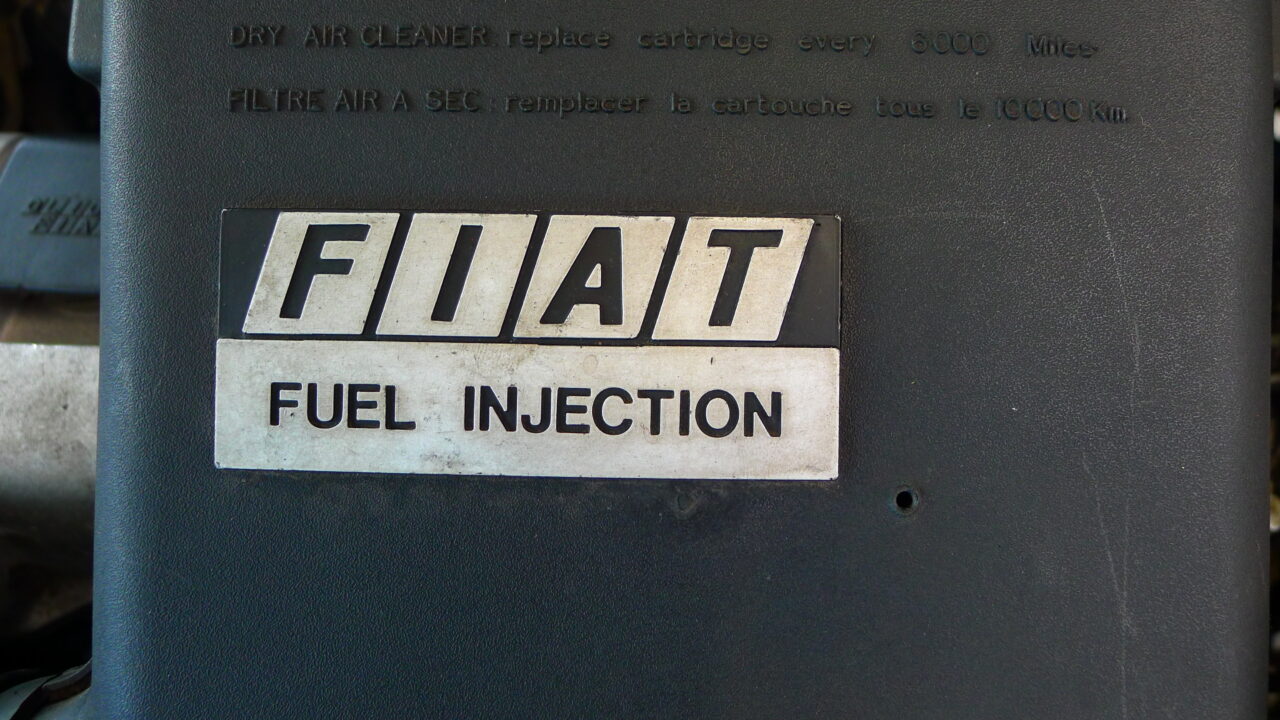 DRY AIR CLEANER: replace cartridge every 6000 Miles
FILTRE AIR A SEC: remplacer la cartouche tous le 10000 Km
FIAT
FUEL INJECTION